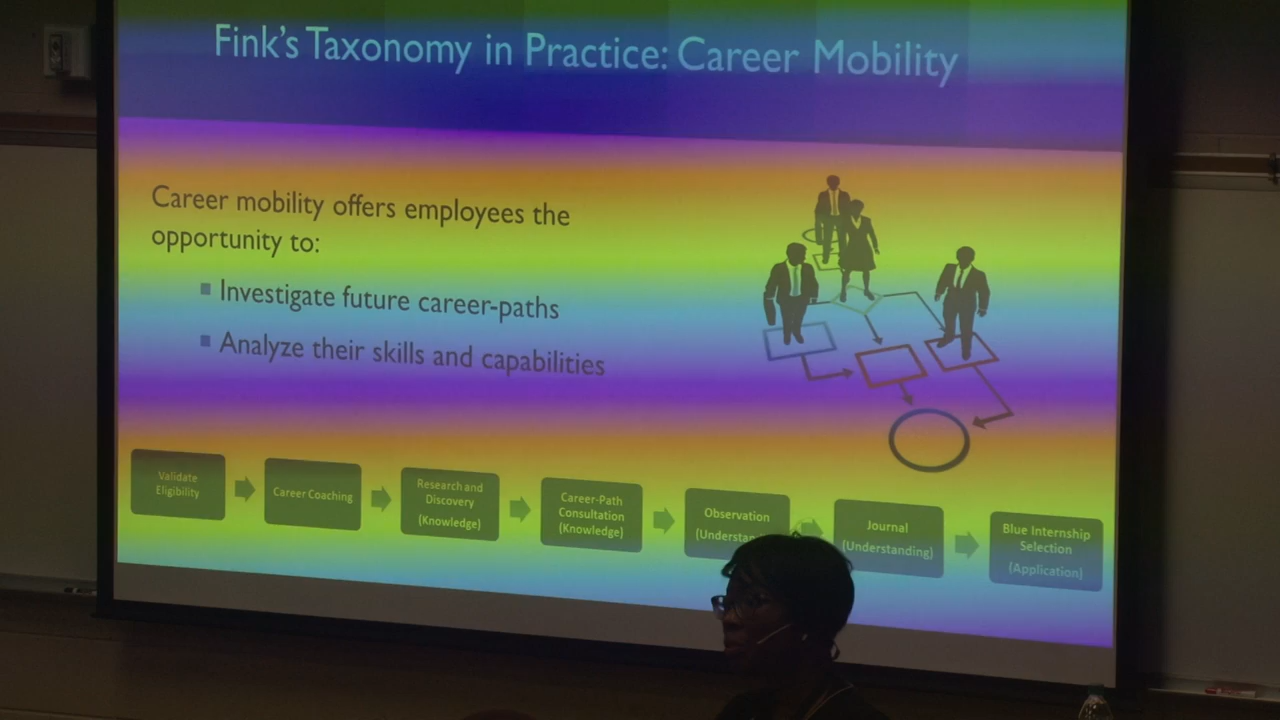 Fink's Taxonomy in Practice: Career Mobility
Career mobility offers employees the
opportunity to:
Investigate future career-paths
Analyze their skills and capabilities
Validate
Eligibility
Career Coaching
Research and
Discovery
(Knowledge)
Career-Path
Consultation
(Knowledge)
Observation
Journal
(Understanding)
Blue Internship
Selection
(Application)